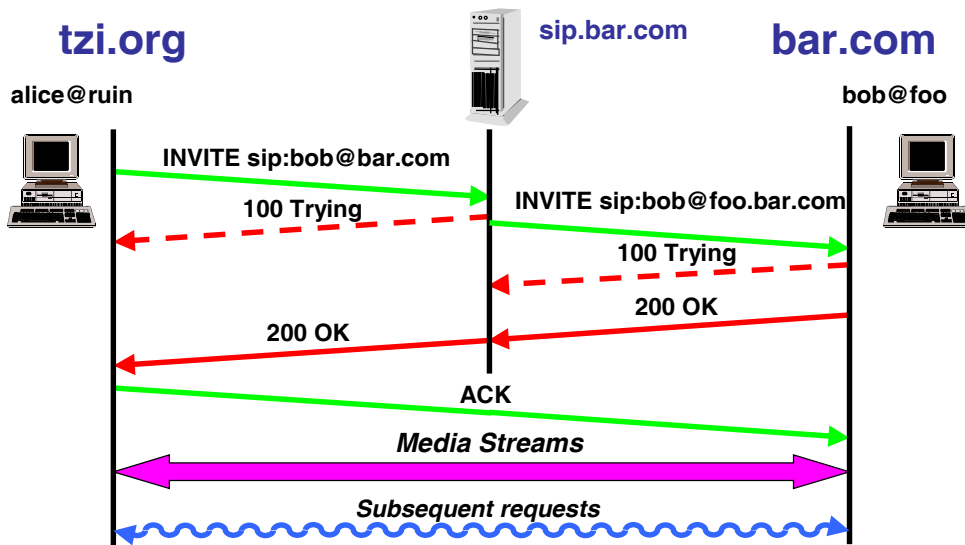 tzi.org
sip.bar.com
bar.com
alice@ruin
bob@foo
INVITE sip:bob@bar.com
INVITE sip:bob@foo.bar.com
100 Trying
100 Trying
200 OK
200 OK
ACK
Media Streams
Subsequent requests